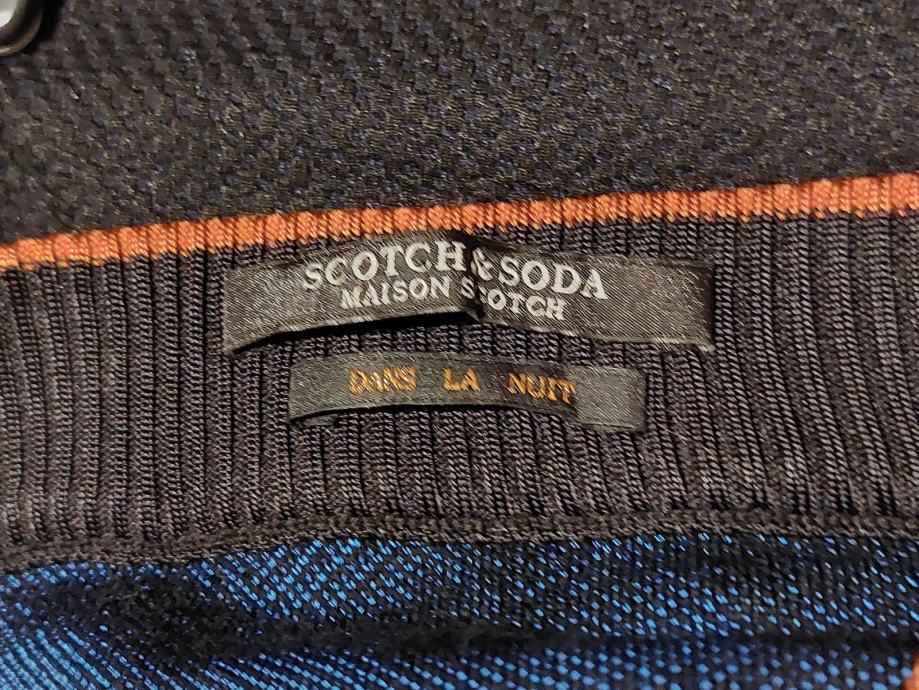 SCOTCH & SODA
MAISON SCOTCH
DANS LA NUIT